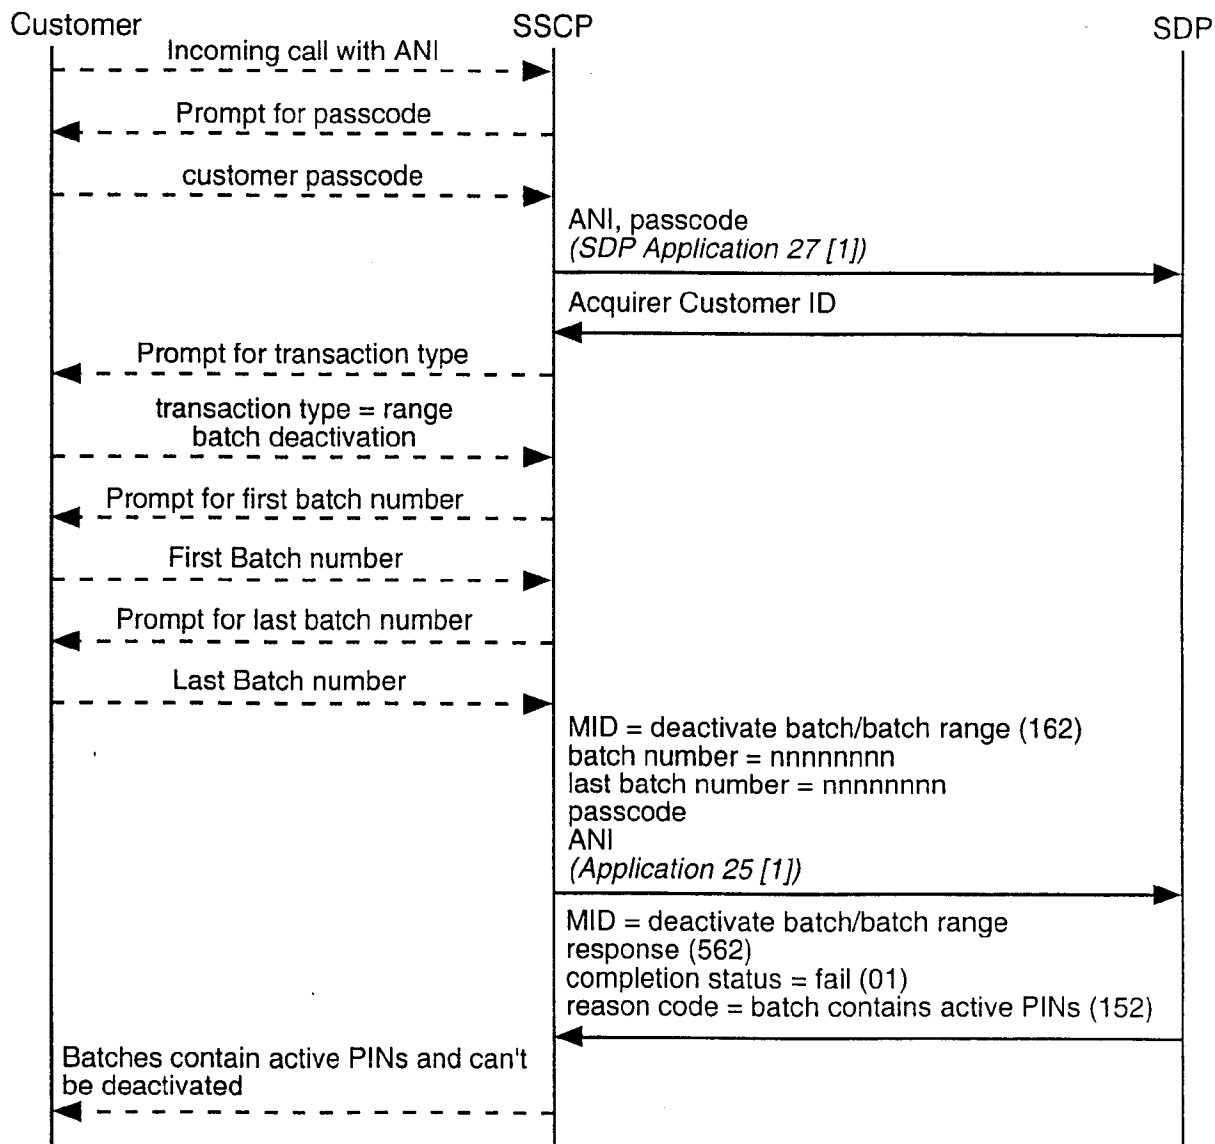 Customer
SSCP
SDP
Incoming call with ANI
Prompt for passcode
customer passcode
ANI, passcode
(SDP Application 27 [1])
Acquirer Customer ID
Prompt for transaction type
transaction type = range
batch deactivation
Prompt for first batch number
First Batch number
Prompt for last batch number
Last Batch number
MID = deactivate batch/batch range (162)
batch number = nnnnnnnn
last batch number = nnnnnnnn
passcode
ANI
(Application 25 [1])
MID = deactivate batch/batch range
response (562)
completion status = fail (01)
reason code = batch contains active PINs (152)
Batches contain active PINs and can't
be deactivated